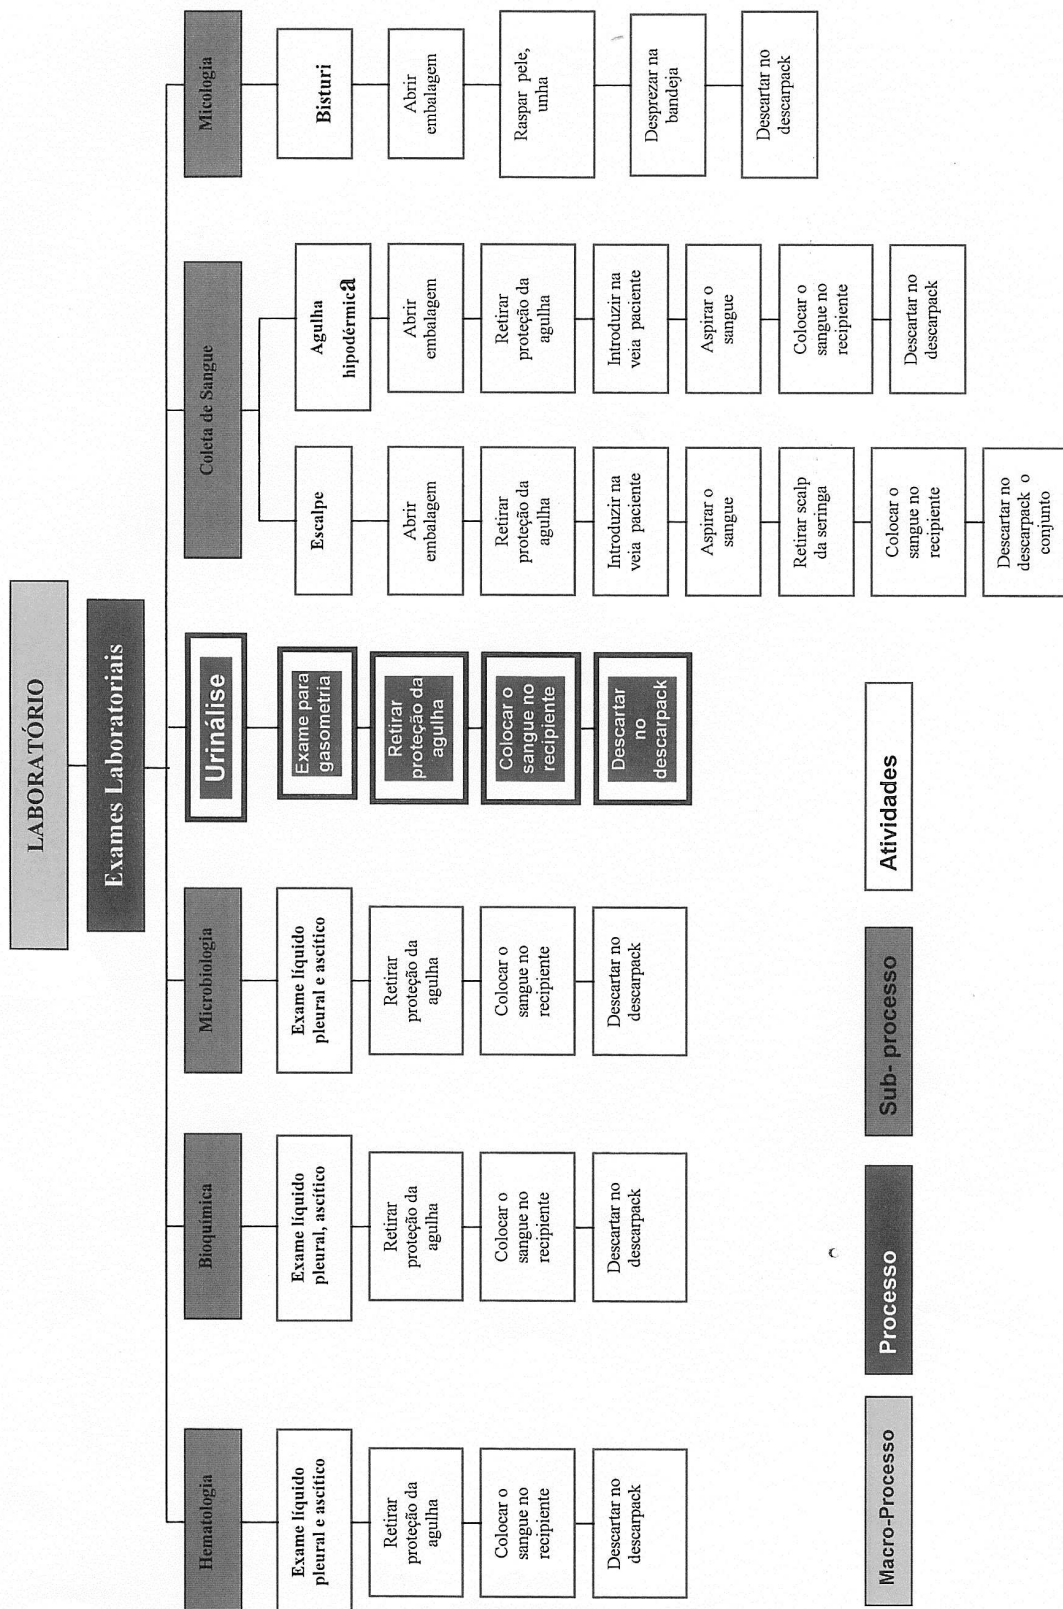 LABORATÓRIO
Exames Laboratoriais
Hematologia
Exame líquido
pleural e ascítico
Retirar
proteção da
agulha
Colocar o
sangue no
recipiente
Descartar no
descarpack
Bioquímica
Exame líquido
pleural, ascítico
Retirar
proteção da
agulha
Colocar o
sangue no
recipiente
Descartar no
descarpack
Microbiologia
Exame líquido
pleural e ascítico
Retirar
proteção da
agulha
Colocar o
sangue no
recipiente
Descartar no
descarpack
Urinálise
Exame para
gasometria
Retirar
proteção da
agulha
Colocar o
sangue no
recipiente
Descartar
no
descarpack
Coleta de Sangue
Escalpe
Abrir
embalagem
Retirar
proteção da
agulha
Introduzir na
veia paciente
Aspirar o
sangue
Retirar scalp
da seringa
Colocar o
sangue no
recipiente
Descartar no
descarpack o
conjunto
Agulha
hipodérmica
Abrir
embalagem
Retirar
proteção da
agulha
Introduzir na
veia paciente
Aspirar o
sangue
Colocar o
sangue no
recipiente
Descartar no
descarpack
Micologia
Bisturi
Abrir
embalagem
Raspar pele,
unha
Desprezar na
bandeja
Descartar no
descarpack
Macro-Processo
Processo
Sub- processo
Atividades